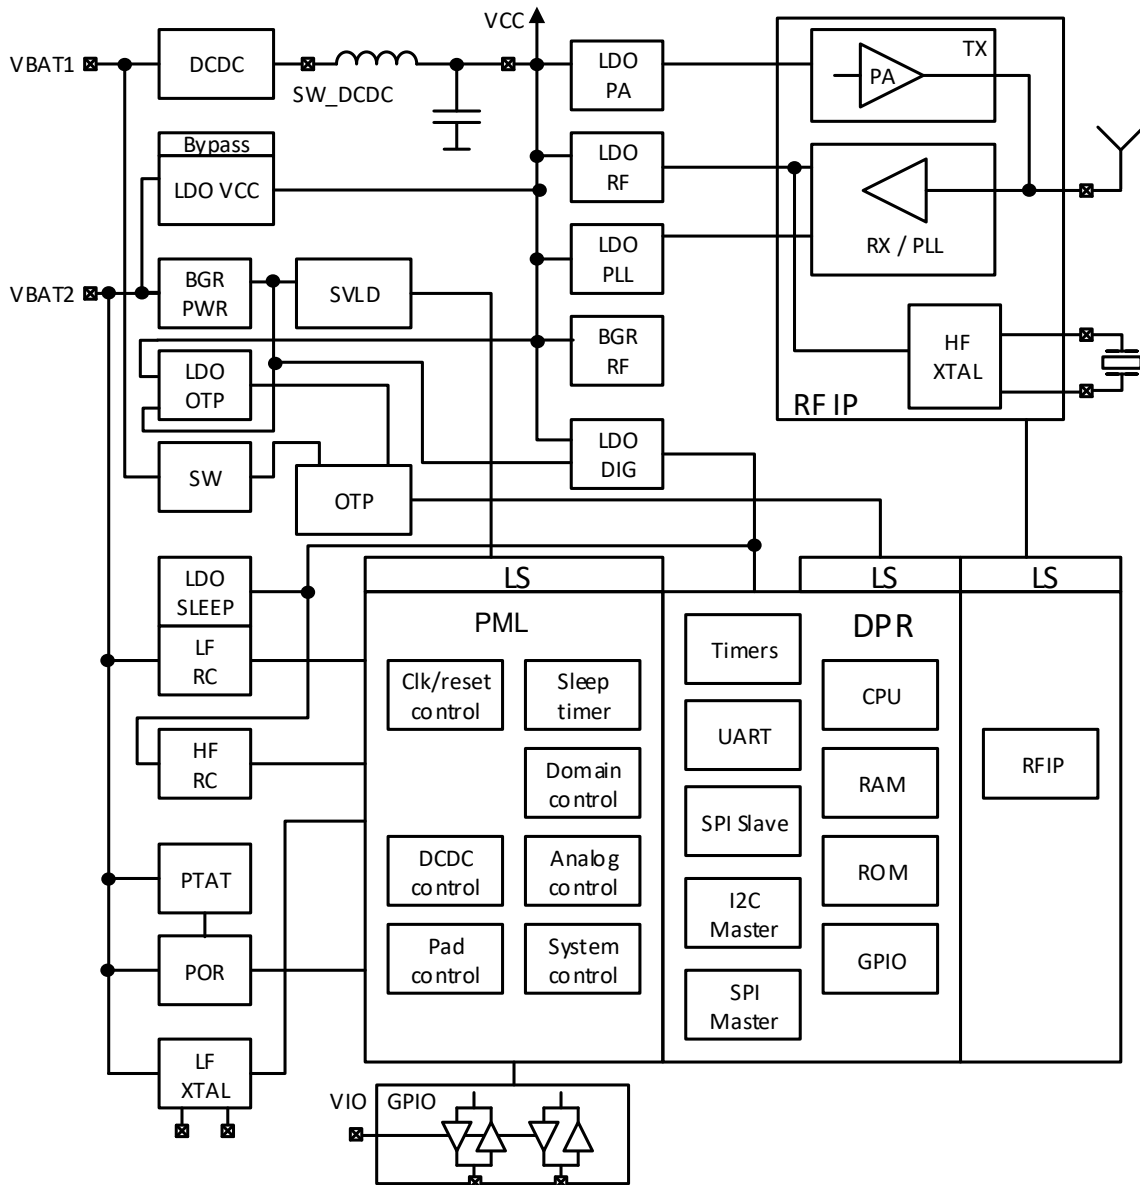 VCC
VBAT1
DCDC
SW_DCDC
LDO
PA
TX
PA
Bypass
LDO VCC
LDO
RF
RX / PLL
VBAT2
BGR
PWR
SVLD
LDO
PLL
LDO
OTP
BGR
RF
HF
XTAL
RF IP
SW
OTP
LDO
DIG
LDO
SLEEP
LF
RC
LS
LS
LS
PML
DPR
Clk/reset
control
Sleep
timer
Timers
CPU
HF
RC
Domain
control
UART
RAM
RFIP
SPI Slave
PTAT
DCDC
control
Analog
control
ROM
I2C
Master
POR
Pad
control
System
control
GPIO
SPI
Master
LF
XTAL
VIO
GPIO